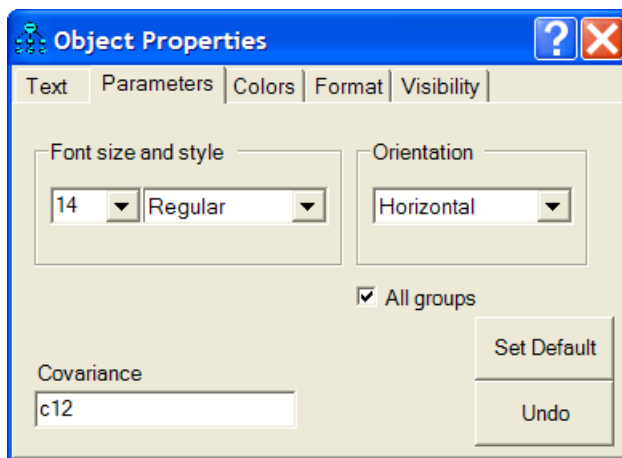 Object Properties
Text Parameters Colors Format Visibility
Font size and style
14 Regular
Orientation
Horizontal
All groups
Covariance
c12
Set Default
Undo